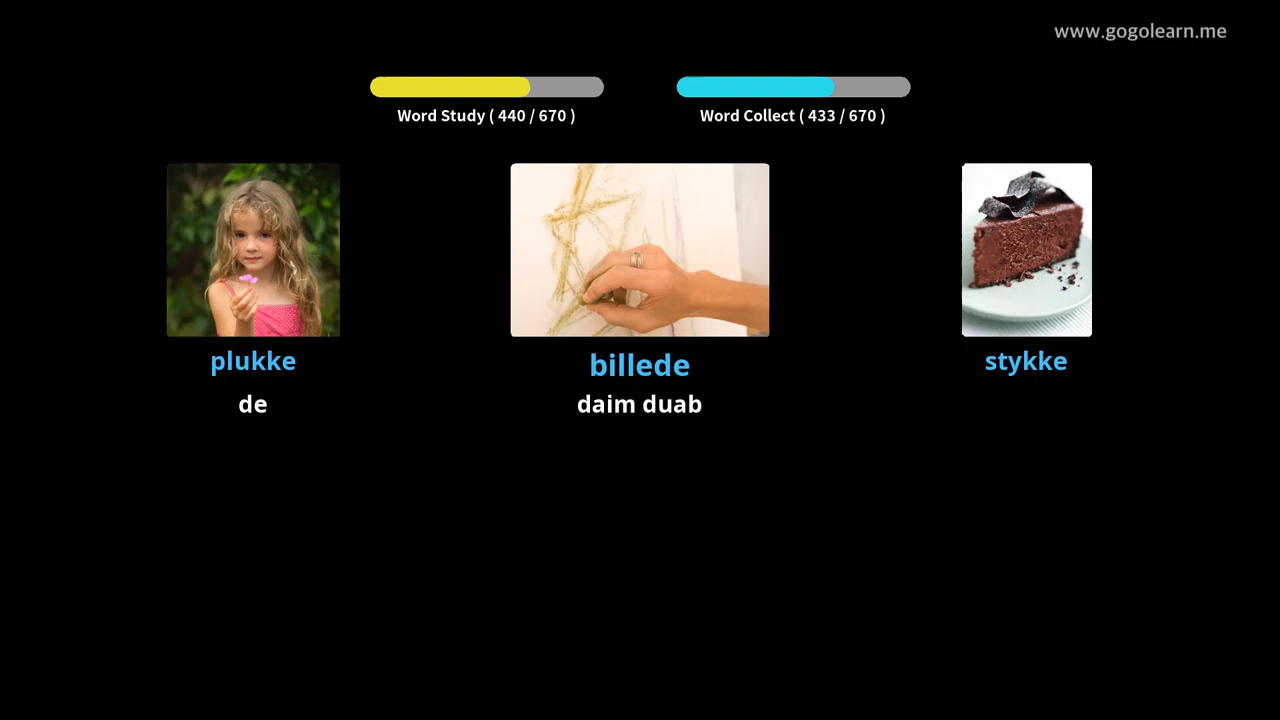 www.gogolearn.me
Word Study ( 440 / 670 )
Word Collect ( 433 / 670 )
plukke
billede
stykke
de
daim duab